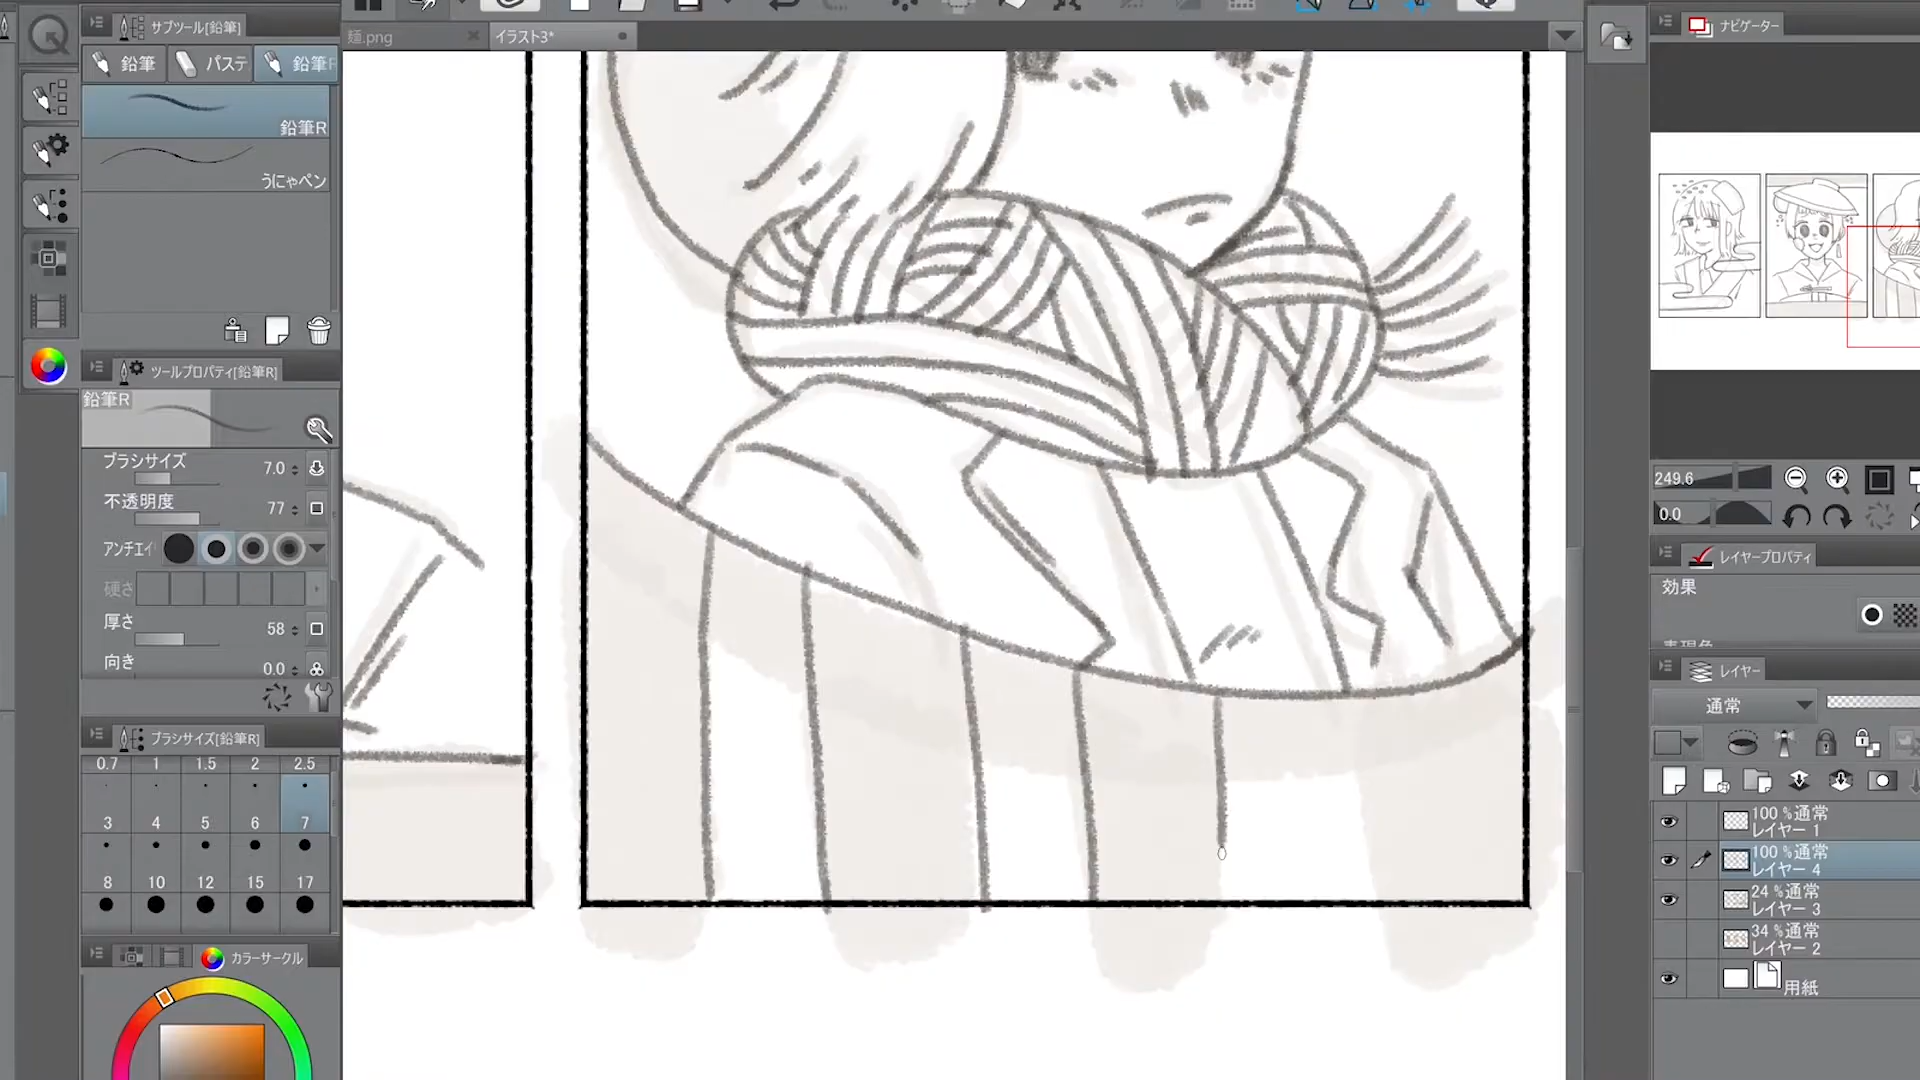 サブツール[鉛筆]
ナビゲーター
麺.png
イラスト3*
鉛筆
パステ
鉛筆R
鉛筆R
うにゃペン
ツールプロパティ[鉛筆R]
鉛筆R
ブラシサイズ
7.0
不透明度
77
アンチエイ
硬さ
厚さ
58
向き
0.0
ブラシサイズ[鉛筆R]
0.7 1 1.5 2 2.5
3 4 5 6 7
8 10 12 15 17
カラーサークル
249.6
0.0
レイヤープロパティ
効果
レイヤー
通常
100 %通常
レイヤー 1
100 %通常
レイヤー 4
24 %通常
レイヤー 3
34 %通常
レイヤー 2
用紙